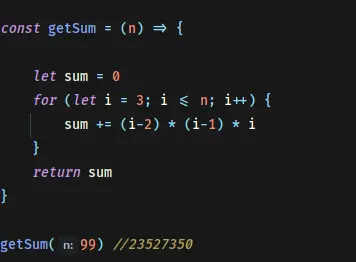 const getSum = (n) => {
let sum = 0
for (let i = 3; i <= n; i++) {
sum += (i-2) * (i-1) * i
}
return sum
}
getSum( n: 99) //23527350